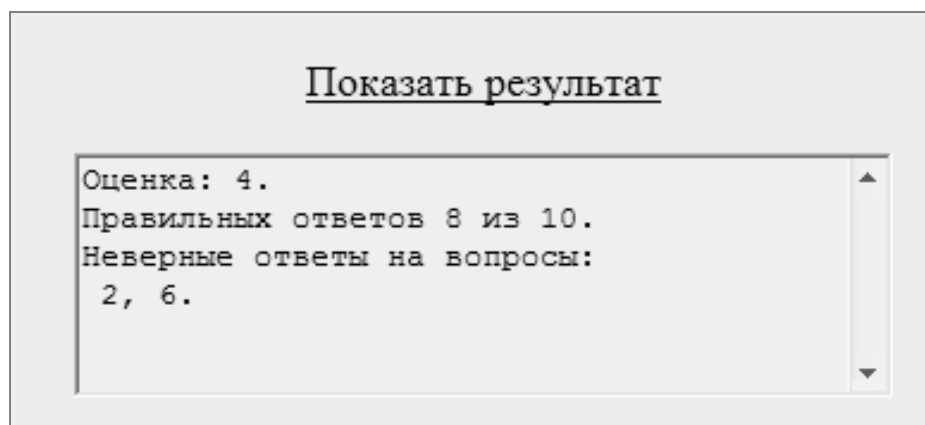 Показать результат
Оценка: 4.
Правильных ответов 8 из 10.
Неверные ответы на вопросы:
2, 6.